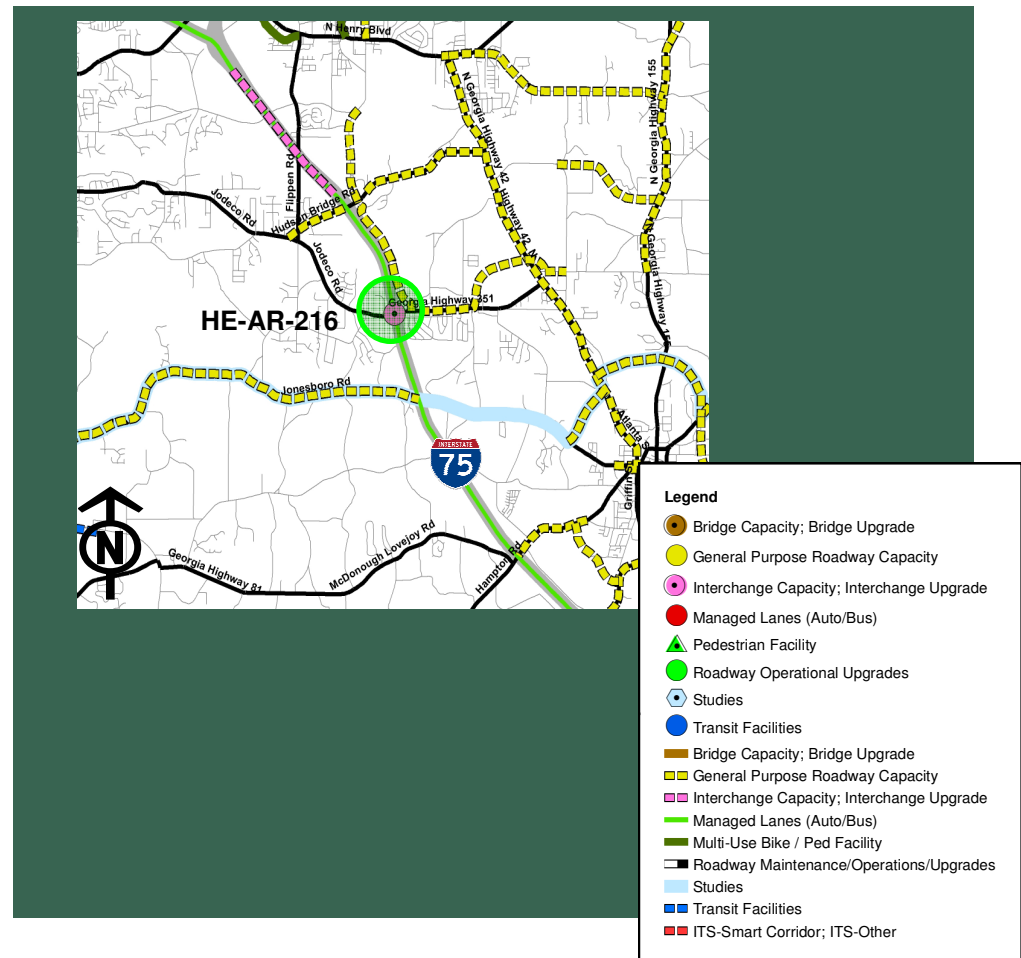 N Henry Blvd
N Georgia Highway 155
N Georgia Highway 42
Flippen Rd
Jodeco Rd
Hudson Bridge Rd
Highway 42 N
N Georgia Highway 155
Jodeco Rd
Georgia Highway 351
HE-AR-216
Jonesboro Rd
Atlanta S
INTERSTATE
75
Griffin St
N
Georgia Highway 81
McDonough Lovejoy Rd
Hampton Rd
Legend
Bridge Capacity; Bridge Upgrade
General Purpose Roadway Capacity
Interchange Capacity; Interchange Upgrade
Managed Lanes (Auto/Bus)
Pedestrian Facility
Roadway Operational Upgrades
Studies
Transit Facilities
Bridge Capacity; Bridge Upgrade
General Purpose Roadway Capacity
Interchange Capacity; Interchange Upgrade
Managed Lanes (Auto/Bus)
Multi-Use Bike / Ped Facility
Roadway Maintenance/Operations/Upgrades
Studies
Transit Facilities
ITS-Smart Corridor; ITS-Other